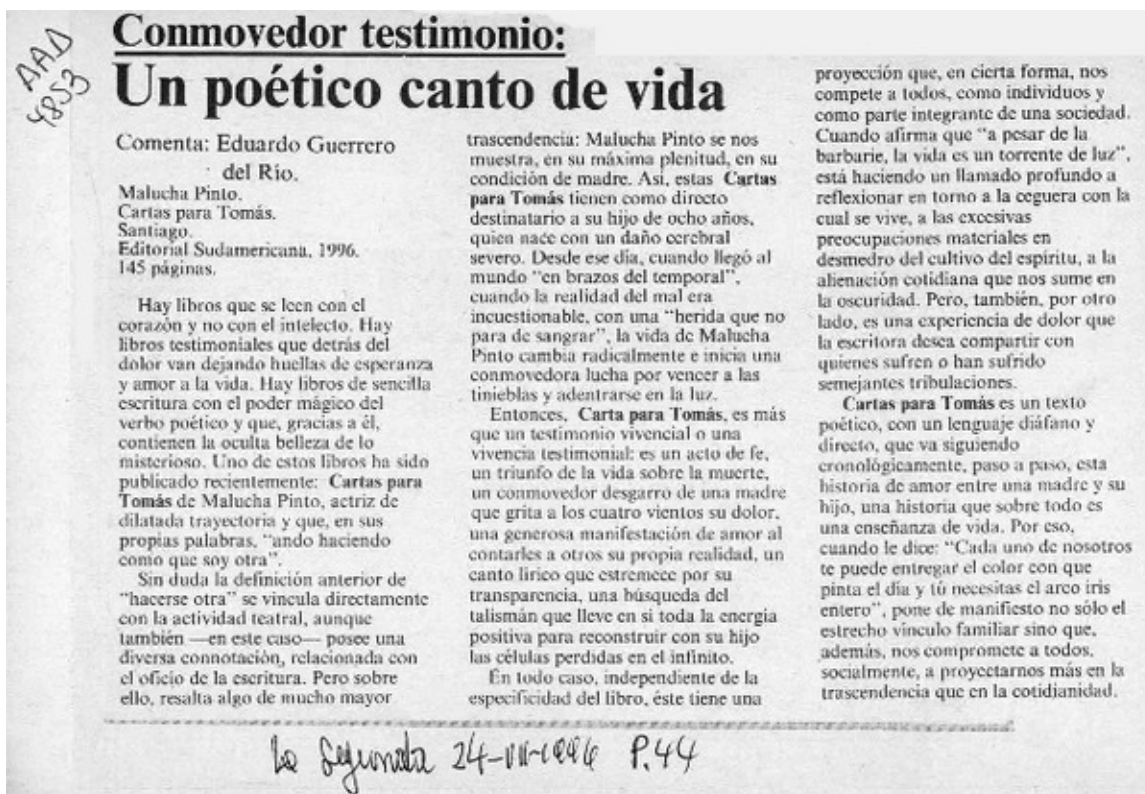 AAD
4853
Conmovedor testimonio:
Un poético canto de vida
Comenta: Eduardo Guerrero
del Río.
Malucha Pinto.
Cartas para Tomás.
Santiago.
Editorial Sudamericana, 1996.
145 páginas.
Hay libros que se leen con el
corazón y no con el intelecto. Hay
libros testimoniales que detrás del
dolor van dejando huellas de esperanza
y amor a la vida. Hay libros de sencilla
escritura con el poder mágico del
verbo poético y que, gracias a él,
contienen la oculta belleza de lo
misterioso. Uno de estos libros ha sido
publicado recientemente: Cartas para
Tomás de Malucha Pinto, actriz de
dilatada trayectoria y que, en sus
propias palabras, “ando haciendo
como que soy otra”.
Sin duda la definición anterior de
“hacerse otra” se vincula directamente
con la actividad teatral, aunque
también —en este caso— posee una
diversa connotación, relacionada con
el oficio de la escritura. Pero sobre
ello, resalta algo de mucho mayor
trascendencia: Malucha Pinto se nos
muestra, en su máxima plenitud, en su
condición de madre. Así, estas Cartas
para Tomás tienen como directo
destinatario a su hijo de ocho años,
quien nace con un daño cerebral
severo. Desde ese día, cuando llegó al
mundo “en brazos del temporal”,
cuando la realidad del mal era
incuestionable, con una “herida que no
para de sangrar”, la vida de Malucha
Pinto cambia radicalmente e inicia una
conmovedora lucha por vencer a las
tinieblas y adentrarse en la luz.
Entonces, Carta para Tomás, es más
que un testimonio vivencial o una
vivencia testimonial: es un acto de fe,
un triunfo de la vida sobre la muerte,
un conmovedor desgarro de una madre
que grita a los cuatro vientos su dolor,
una generosa manifestación de amor al
contarles a otros su propia realidad, un
canto lírico que estremece por su
transparencia, una búsqueda del
talismán que lleve en sí toda la energía
positiva para reconstruir con su hijo
las células perdidas en el infinito.
En todo caso, independiente de la
especificidad del libro, éste tiene una
proyección que, en cierta forma, nos
compete a todos, como individuos y
como parte integrante de una sociedad.
Cuando afirma que “a pesar de la
barbarie, la vida es un torrente de luz”,
está haciendo un llamado profundo a
reflexionar en torno a la ceguera con la
cual se vive, a las excesivas
preocupaciones materiales en
desmedro del cultivo del espíritu, a la
alienación cotidiana que nos sume en
la oscuridad. Pero, también, por otro
lado, es una experiencia de dolor que
la escritora desea compartir con
quienes sufren o han sufrido
semejantes tribulaciones.
Cartas para Tomás es un texto
poético, con un lenguaje diáfano y
directo, que va siguiendo
cronológicamente, paso a paso, esta
historia de amor entre una madre y su
hijo, una historia que sobre todo es
una enseñanza de vida. Por eso,
cuando le dice: “Cada uno de nosotros
te puede entregar el color con que
pinta el día y tú necesitas el arco iris
entero”, pone de manifiesto no sólo el
estrecho vínculo familiar sino que,
además, nos compromete a todos,
socialmente, a proyectarnos más en la
trascendencia que en la cotidianidad.
La Segunda P.44